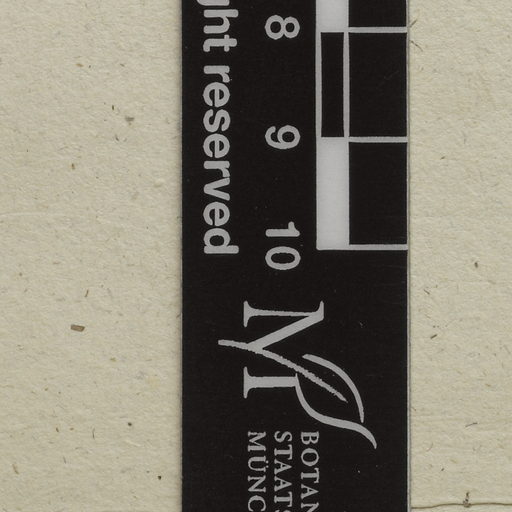 ght reserved
8 9 10
M
BOTAN
STAATS
MÜNC